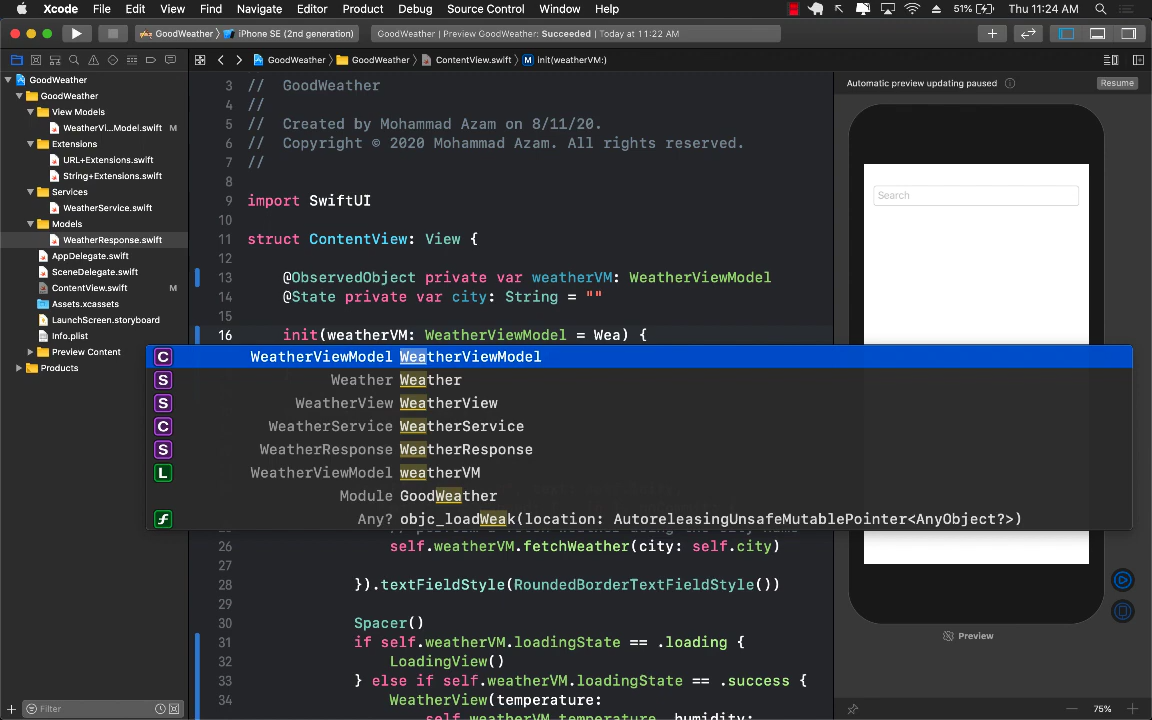 Xcode File Edit View Find Navigate Editor Product Debug Source Control Window Help 51% Thu 11:24 AM
GoodWeather iPhone SE (2nd generation) GoodWeather | Preview GoodWeather: Succeeded | Today at 11:22 AM
GoodWeather GoodWeather ContentView.swift M init(weatherVM:)
GoodWeather
GoodWeather
View Models
WeatherVi...Model.swift M
Extensions
URL+Extensions.swift
String+Extensions.swift
Services
WeatherService.swift
Models
WeatherResponse.swift
AppDelegate.swift
SceneDelegate.swift
ContentView.swift M
Assets.xcassets
LaunchScreen.storyboard
Info.plist
Preview Content
Products
Filter
3 // GoodWeather
4 //
5 // Created by Mohammad Azam on 8/11/20.
6 // Copyright © 2020 Mohammad Azam. All rights reserved.
7 //
8
9 import SwiftUI
10
11 struct ContentView: View {
12
13 @ObservedObject private var weatherVM: WeatherViewModel
14 @State private var city: String = ""
15
16 init(weatherVM: WeatherViewModel = Wea) {
C WeatherViewModel WeatherViewModel
S Weather Weather
S WeatherView WeatherView
C WeatherService WeatherService
S WeatherResponse WeatherResponse
L WeatherViewModel weatherVM
Module GoodWeather
f Any? objc_loadWeak(location: AutoreleasingUnsafeMutablePointer<AnyObject?>)
26 self.weatherVM.fetchWeather(city: self.city)
27
28 }).textFieldStyle(RoundedBorderTextFieldStyle())
29
30 Spacer()
31 if self.weatherVM.loadingState == .loading {
32 LoadingView()
33 } else if self.weatherVM.loadingState == .success {
34 WeatherView(temperature:
self.weatherVM.temperature, humidity:
Automatic preview updating paused Resume
Search
Preview
75%